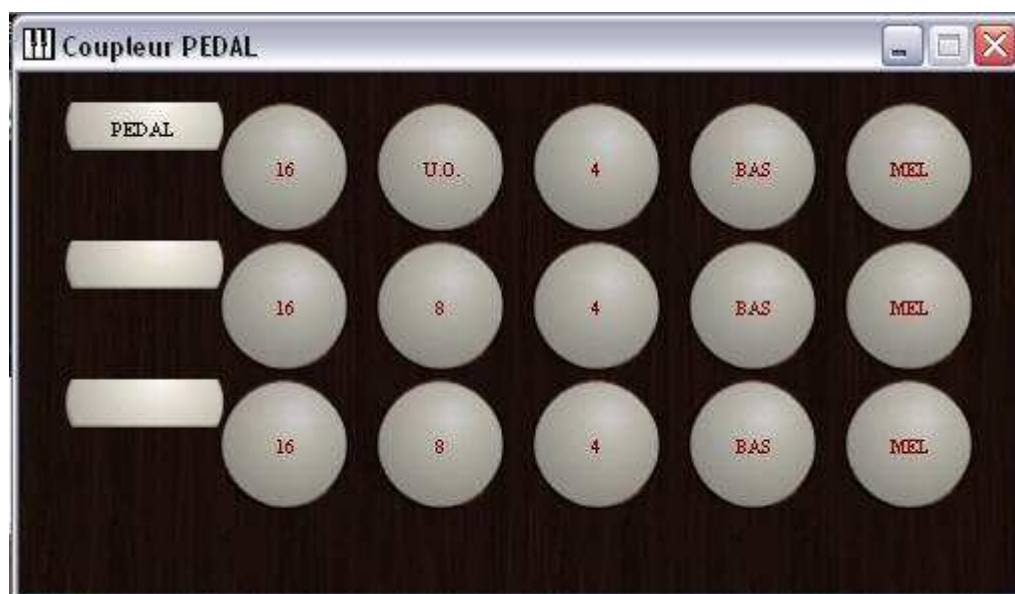 Coupleur PEDAL
PEDAL
16 U.O. 4 BAS MEL
16 8 4 BAS MEL
16 8 4 BAS MEL